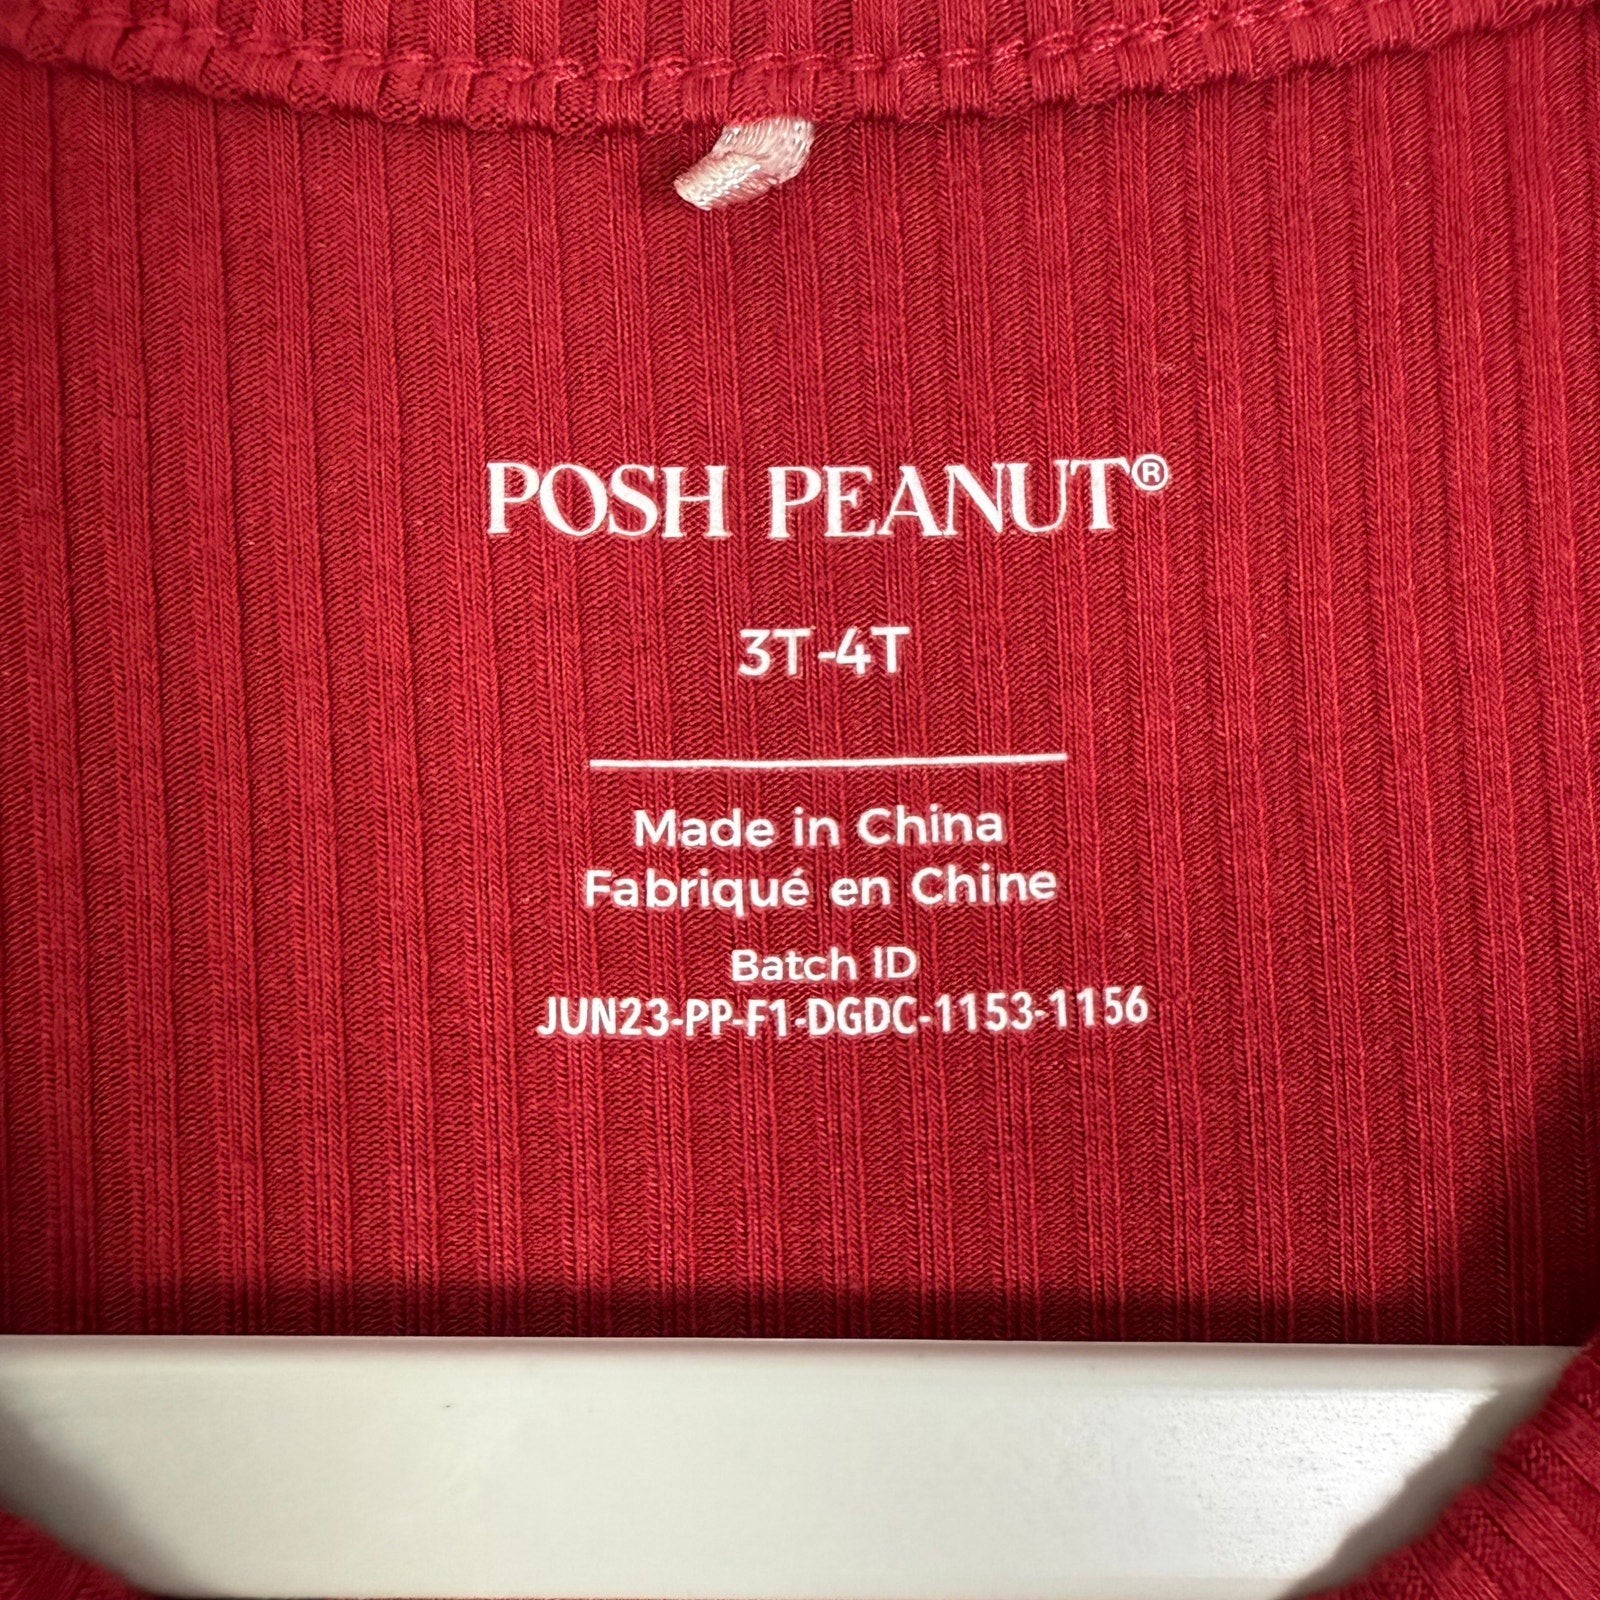 POSH PEANUT®
3T-4T
Made in China
Fabriqué en Chine
Batch ID
JUN23-PP-F1-DGDC-1153-1156